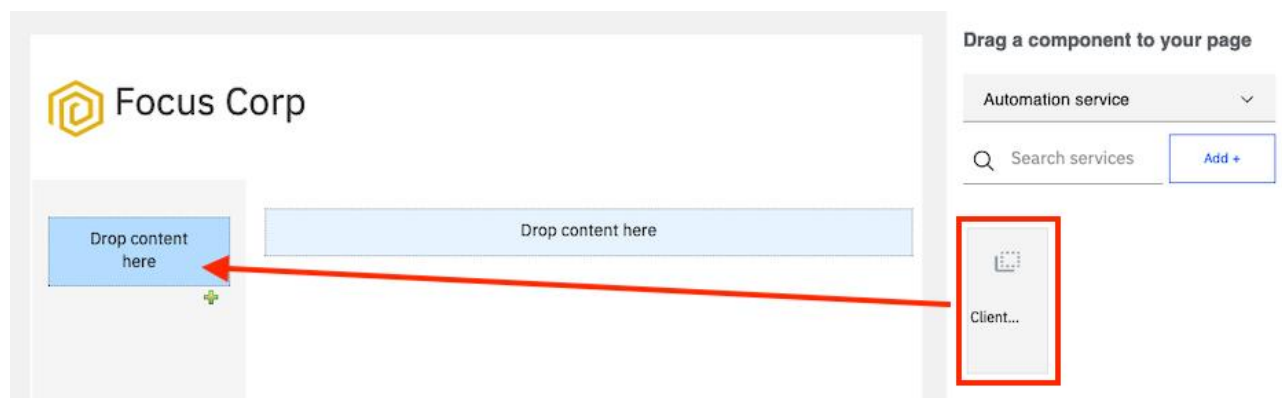 Focus Corp
Drop content
here
Drop content here
Drag a component to your page
Automation service
Search services
Add +
Client...